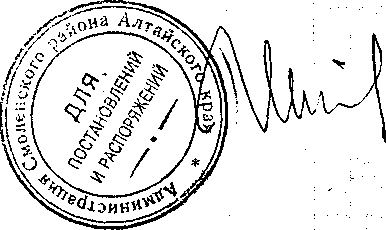 Администрация Смоленского района Алтайского края *
ДЛЯ
ПОСТАНОВЛЕНИЙ
И РАСПОРЯЖЕНИЙ